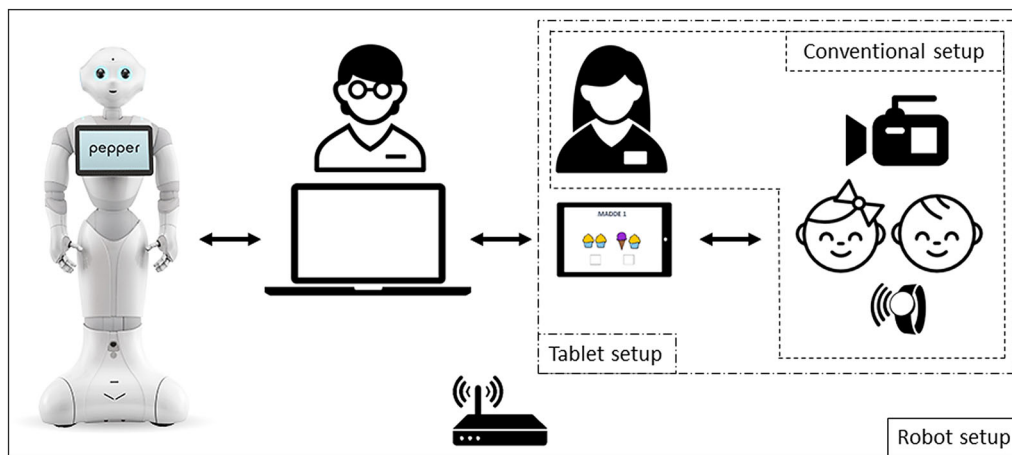 Conventional setup
pepper
MADDE 1
Tablet setup
Robot setup